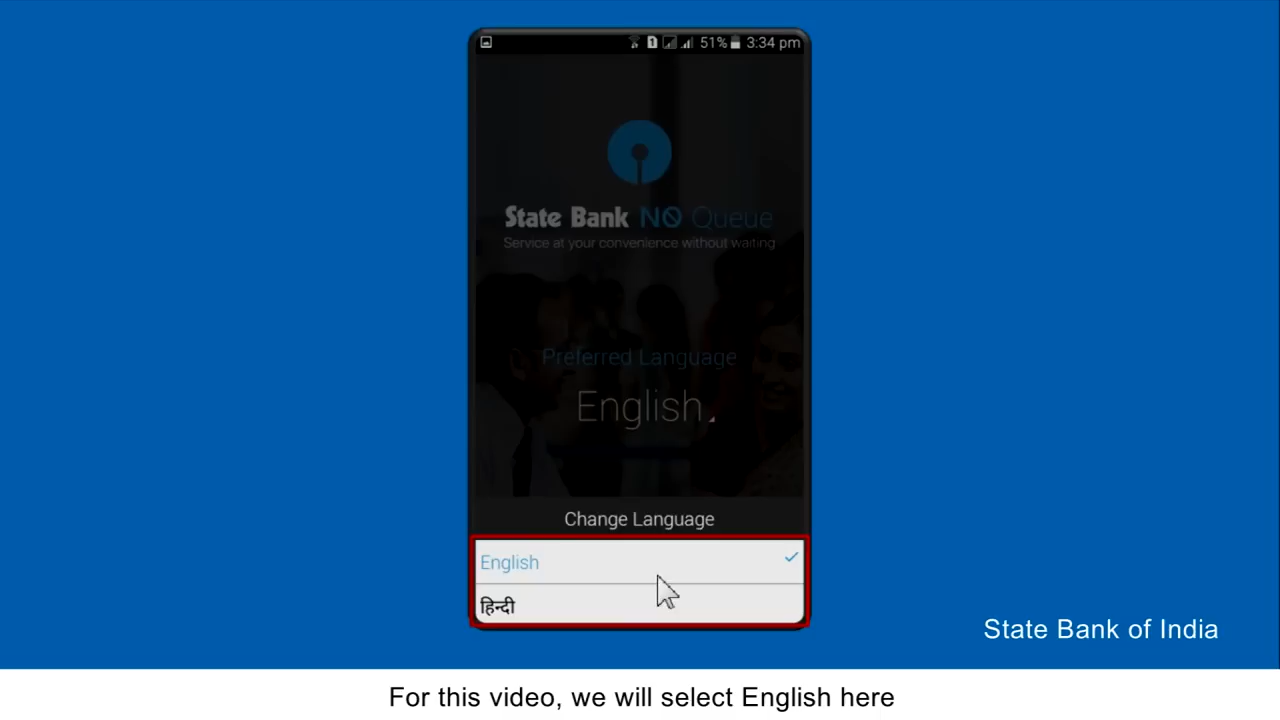 51% 3:34 pm
State Bank NO Queue
Service at your convenience without waiting
Preferred Language
English
Change Language
English
हिन्दी
State Bank of India
For this video, we will select English here